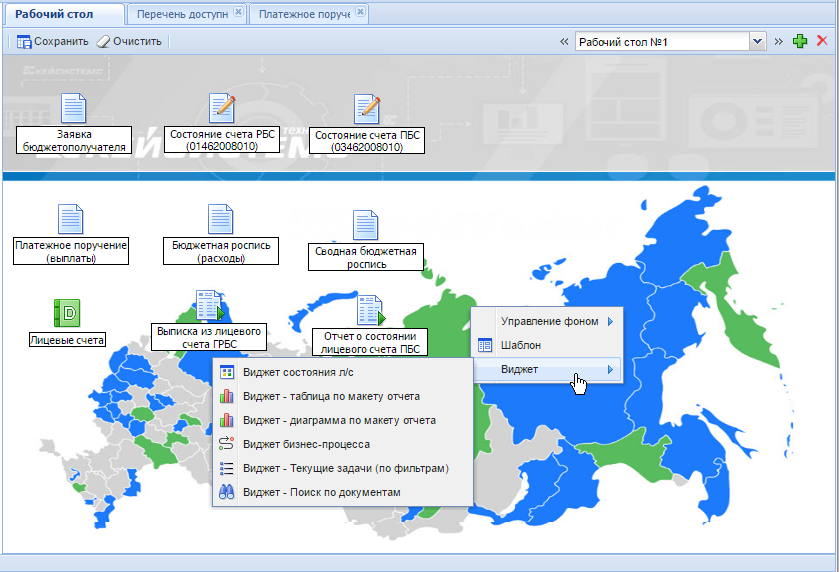 Рабочий стол
Перечень доступн
Платежное поруче
Сохранить
Очистить
Рабочий стол №1
КЕЙСИСТЕМС
Заявка
бюджетополучателя
Состояние счета РБС
(01462008010)
Состояние счета ПБС
(03462008010)
техн
КЕЙСИСТЕМС
Платежное поручение
(выплаты)
Бюджетная роспись
(расходы)
Сводная бюджетная
роспись
D
Лицевые счета
Выписка из лицевого
счета ГРБС
Отчет о состоянии
лицевого счета ПБС
Управление фоном
Шаблон
Виджет
Виджет состояния л/с
Виджет - таблица по макету отчета
Виджет - диаграмма по макету отчета
Виджет бизнес-процесса
Виджет - Текущие задачи (по фильтрам)
Виджет - Поиск по документам